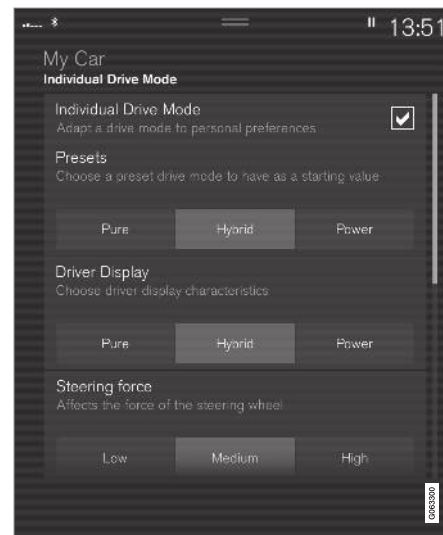 13:51
My Car
Individual Drive Mode
Individual Drive Mode
Adapt a drive mode to personal preferences
Presets
Choose a preset drive mode to have as a starting value
Pure Hybrid Power
Driver Display
Choose driver display characteristics
Pure Hybrid Power
Steering force
Affects the force of the steering wheel
Low Medium High
G063300